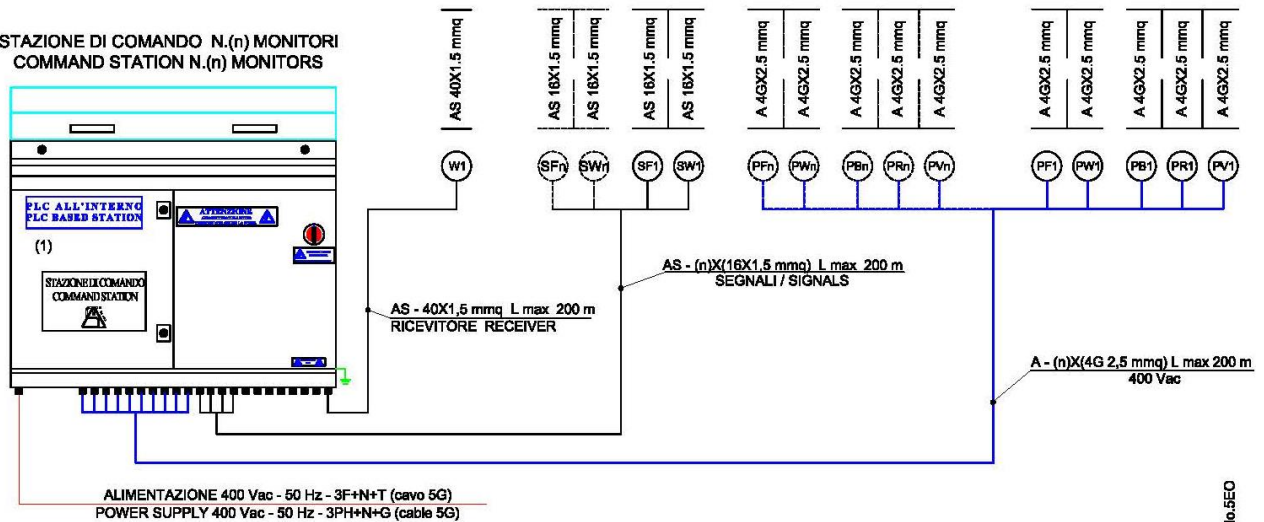 STAZIONE DI COMANDO N.(n) MONITORI
COMMAND STATION N.(n) MONITORS
AS 40X1.5 mmq
AS 16X1.5 mmq
AS 16X1.5 mmq
AS 16X1.5 mmq
AS 16X1.5 mmq
A 4GX2.5 mmq
A 4GX2.5 mmq
A 4GX2.5 mmq
A 4GX2.5 mmq
A 4GX2.5 mmq
A 4GX2.5 mmq
A 4GX2.5 mmq
A 4GX2.5 mmq
A 4GX2.5 mmq
A 4GX2.5 mmq
W1
SFn
SWn
SF1
SW1
PFn
PWn
PBn
PRn
PVn
PF1
PW1
PB1
PR1
PV1
PLC ALL'INTERNO
PLC BASED STATION
ATTENZIONE
(1)
STAZIONE DI COMANDO
COMMAND STATION
AS - 40X1,5 mmq L max 200 m
RICEVITORE RECEIVER
AS - (n)X(16X1,5 mmq) L max 200 m
SEGNALI / SIGNALS
A - (n)X(4G 2,5 mmq) L max 200 m
400 Vac
ALIMENTAZIONE 400 Vac - 50 Hz - 3F+N+T (cavo 5G)
POWER SUPPLY 400 Vac - 50 Hz - 3PH+N+G (cable 5G)